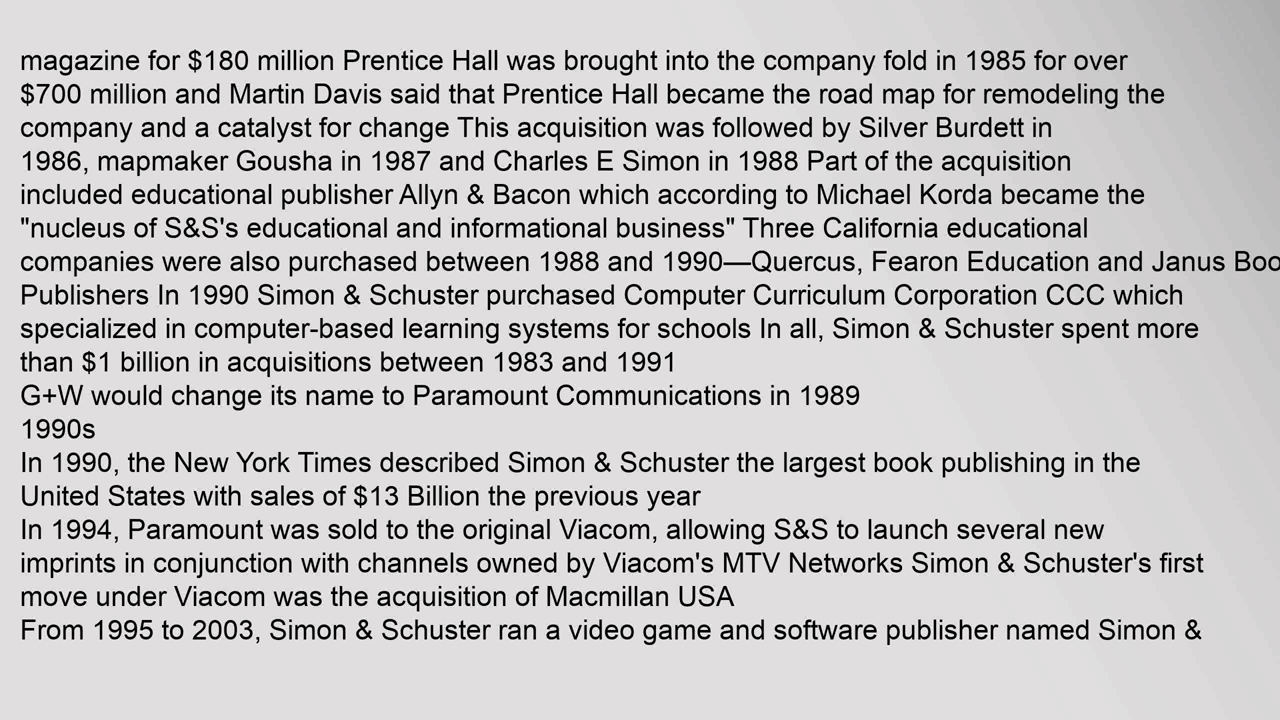 magazine for $180 million Prentice Hall was brought into the company fold in 1985 for over
$700 million and Martin Davis said that Prentice Hall became the road map for remodeling the
company and a catalyst for change This acquisition was followed by Silver Burdett in
1986, mapmaker Gousha in 1987 and Charles E Simon in 1988 Part of the acquisition
included educational publisher Allyn & Bacon which according to Michael Korda became the
"nucleus of S&S's educational and informational business" Three California educational
companies were also purchased between 1988 and 1990—Quercus, Fearon Education and Janus Boo
Publishers In 1990 Simon & Schuster purchased Computer Curriculum Corporation CCC which
specialized in computer-based learning systems for schools In all, Simon & Schuster spent more
than $1 billion in acquisitions between 1983 and 1991
G+W would change its name to Paramount Communications in 1989
1990s
In 1990, the New York Times described Simon & Schuster the largest book publishing in the
United States with sales of $13 Billion the previous year
In 1994, Paramount was sold to the original Viacom, allowing S&S to launch several new
imprints in conjunction with channels owned by Viacom's MTV Networks Simon & Schuster's first
move under Viacom was the acquisition of Macmillan USA
From 1995 to 2003, Simon & Schuster ran a video game and software publisher named Simon &